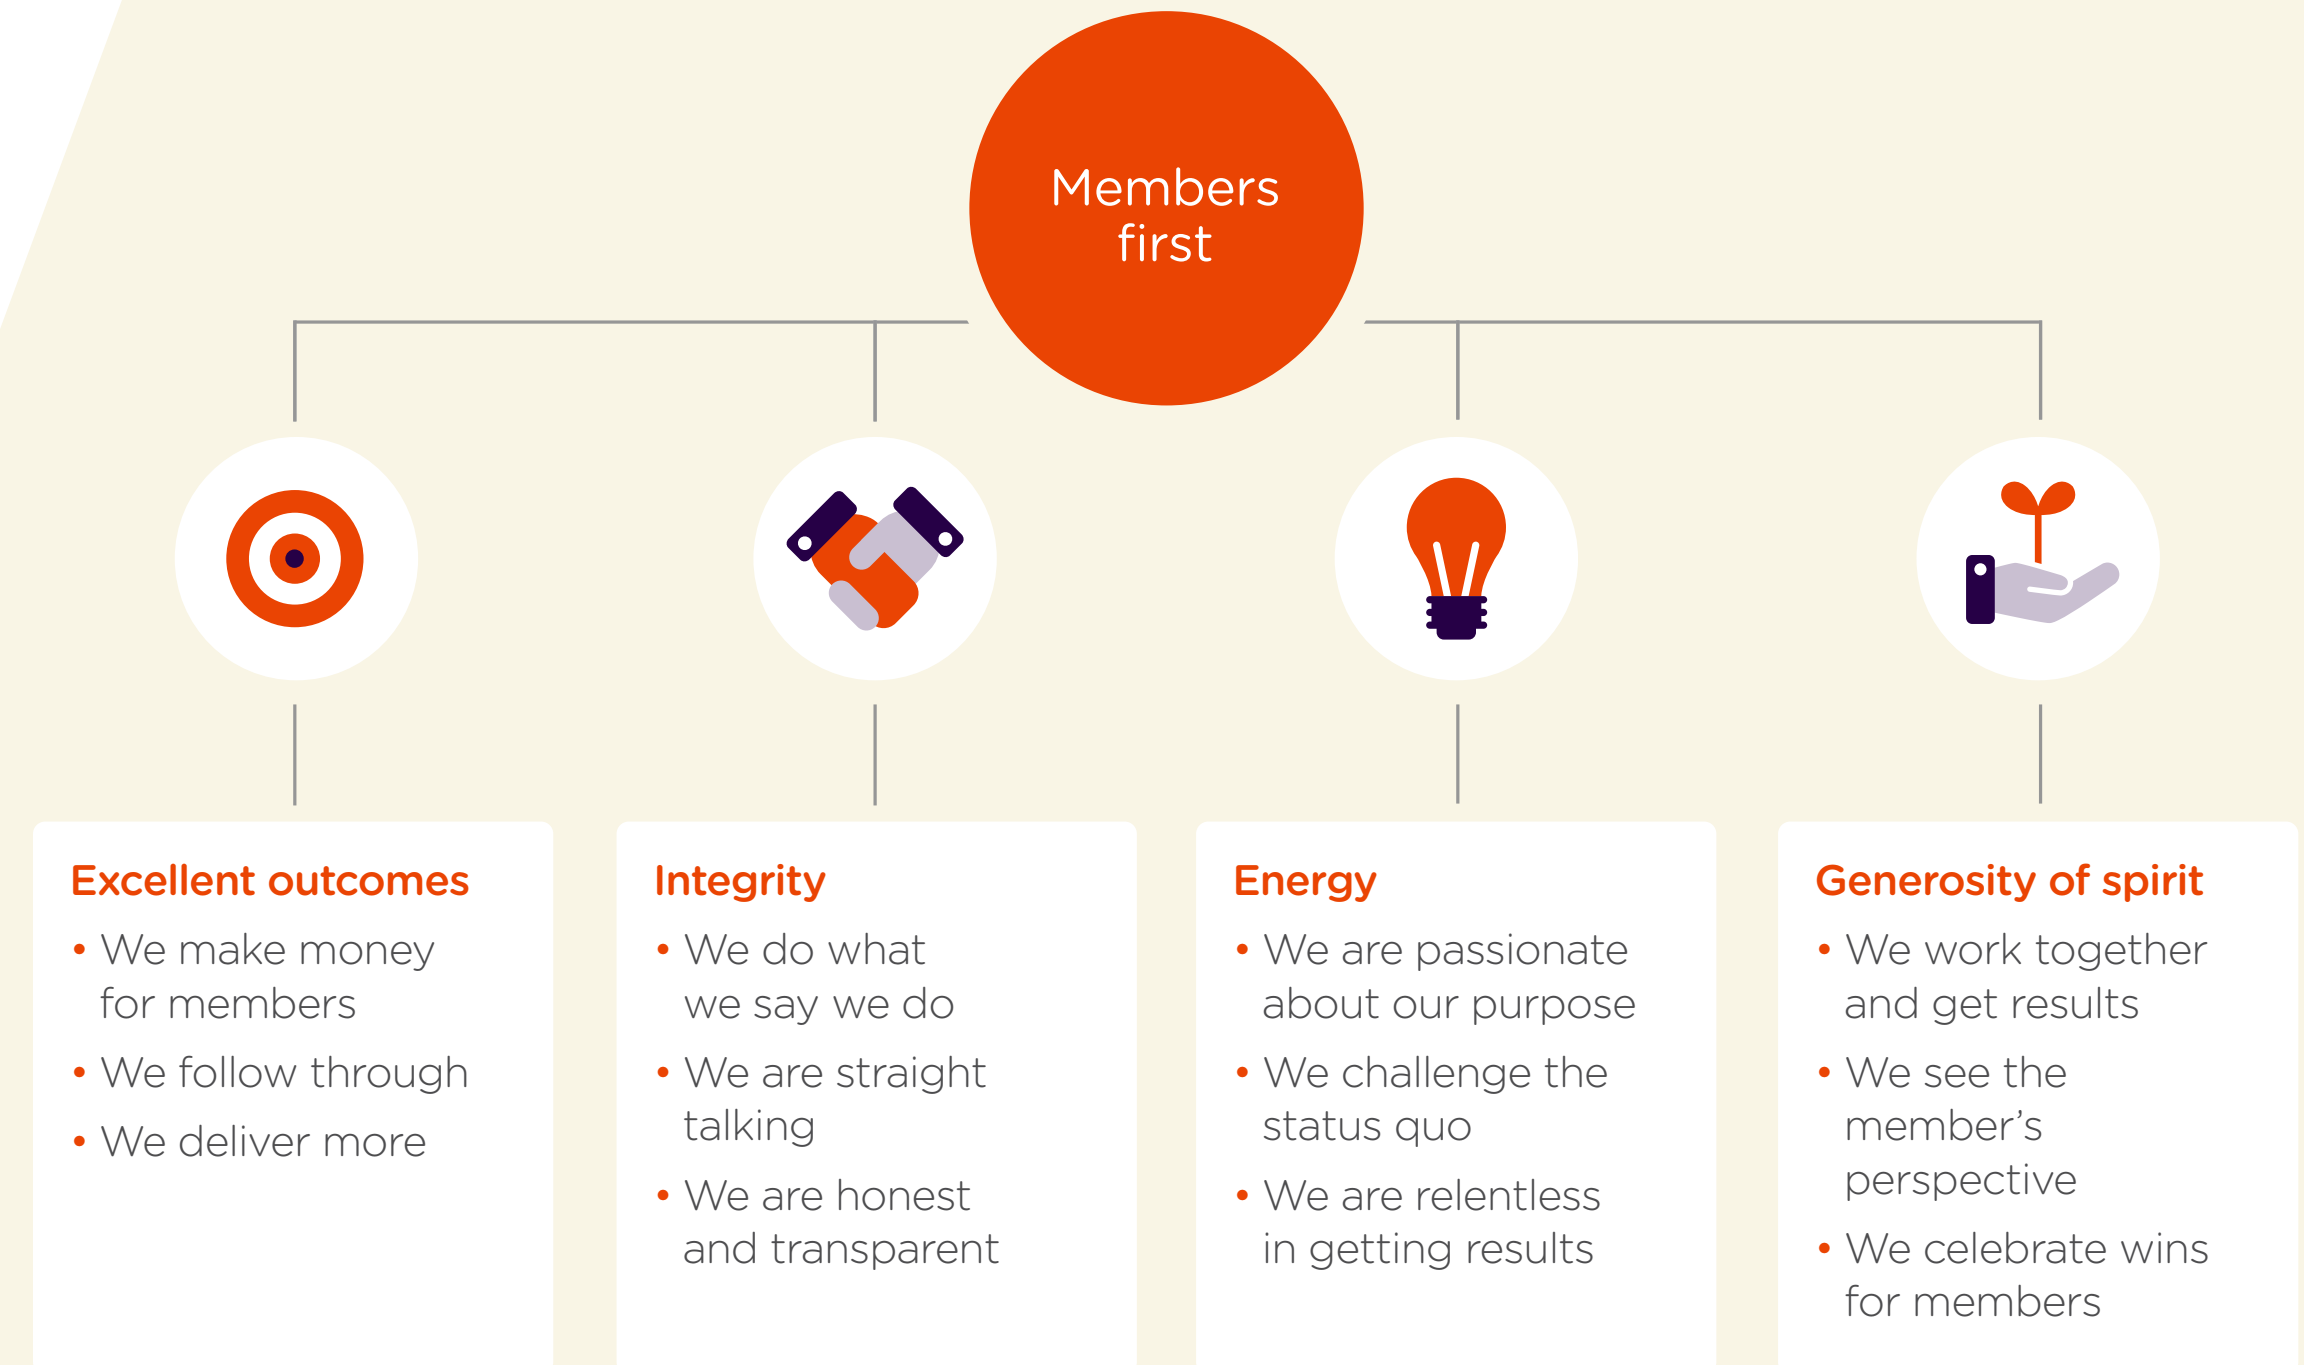 Members
first
Excellent outcomes
• We make money
for members
• We follow through
• We deliver more
Integrity
• We do what
we say we do
• We are straight
talking
• We are honest
and transparent
Energy
• We are passionate
about our purpose
• We challenge the
status quo
• We are relentless
in getting results
Generosity of spirit
• We work together
and get results
• We see the
member’s
perspective
• We celebrate wins
for members